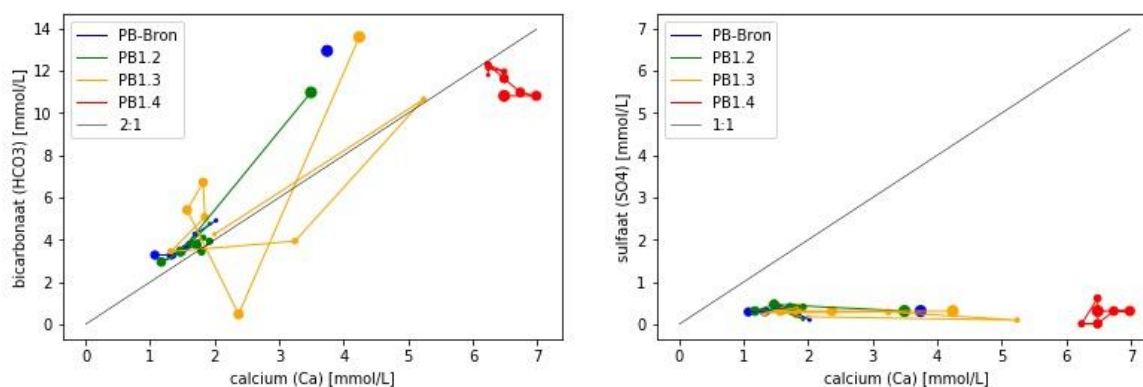 14
12
10
8
6
4
2
0
bicarbonaat (HCO3) [mmol/L]
PB-Bron
PB1.2
PB1.3
PB1.4
2:1
0 1 2 3 4 5 6 7
calcium (Ca) [mmol/L]
7
6
5
4
3
2
1
0
sulfaat (SO4) [mmol/L]
PB-Bron
PB1.2
PB1.3
PB1.4
1:1
0 1 2 3 4 5 6 7
calcium (Ca) [mmol/L]